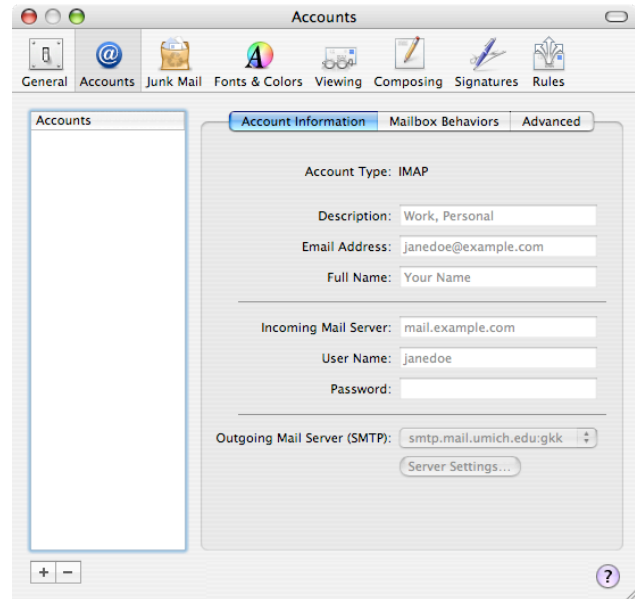 Accounts
General Accounts Junk Mail Fonts & Colors Viewing Composing Signatures Rules
Accounts
Account Information Mailbox Behaviors Advanced
Account Type: IMAP
Description: Work, Personal
Email Address: janedoe@example.com
Full Name: Your Name
Incoming Mail Server: mail.example.com
User Name: janedoe
Password:
Outgoing Mail Server (SMTP): smtp.mail.umich.edu:gkk
Server Settings...
+ − ?